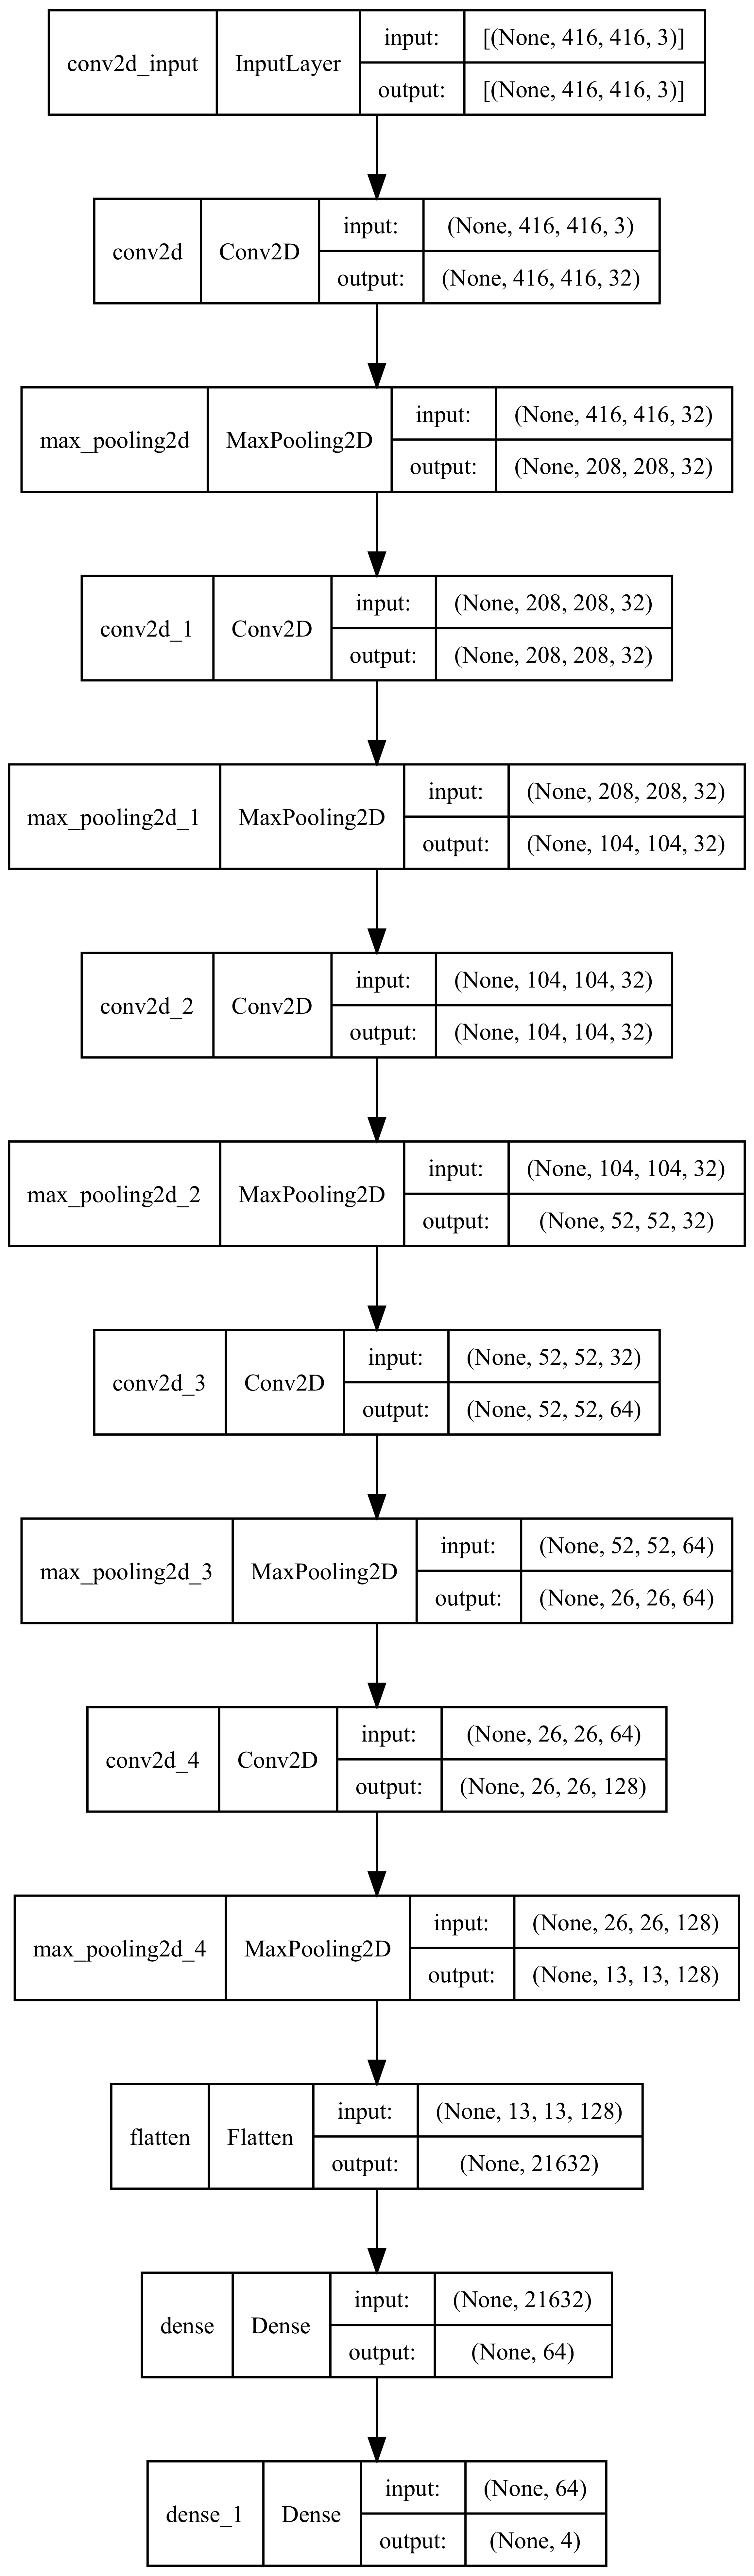 conv2d_input InputLayer input: [(None, 416, 416, 3)]
output: [(None, 416, 416, 3)]
conv2d Conv2D input: (None, 416, 416, 3)
output: (None, 416, 416, 32)
max_pooling2d MaxPooling2D input: (None, 416, 416, 32)
output: (None, 208, 208, 32)
conv2d_1 Conv2D input: (None, 208, 208, 32)
output: (None, 208, 208, 32)
max_pooling2d_1 MaxPooling2D input: (None, 208, 208, 32)
output: (None, 104, 104, 32)
conv2d_2 Conv2D input: (None, 104, 104, 32)
output: (None, 104, 104, 32)
max_pooling2d_2 MaxPooling2D input: (None, 104, 104, 32)
output: (None, 52, 52, 32)
conv2d_3 Conv2D input: (None, 52, 52, 32)
output: (None, 52, 52, 64)
max_pooling2d_3 MaxPooling2D input: (None, 52, 52, 64)
output: (None, 26, 26, 64)
conv2d_4 Conv2D input: (None, 26, 26, 64)
output: (None, 26, 26, 128)
max_pooling2d_4 MaxPooling2D input: (None, 26, 26, 128)
output: (None, 13, 13, 128)
flatten Flatten input: (None, 13, 13, 128)
output: (None, 21632)
dense Dense input: (None, 21632)
output: (None, 64)
dense_1 Dense input: (None, 64)
output: (None, 4)